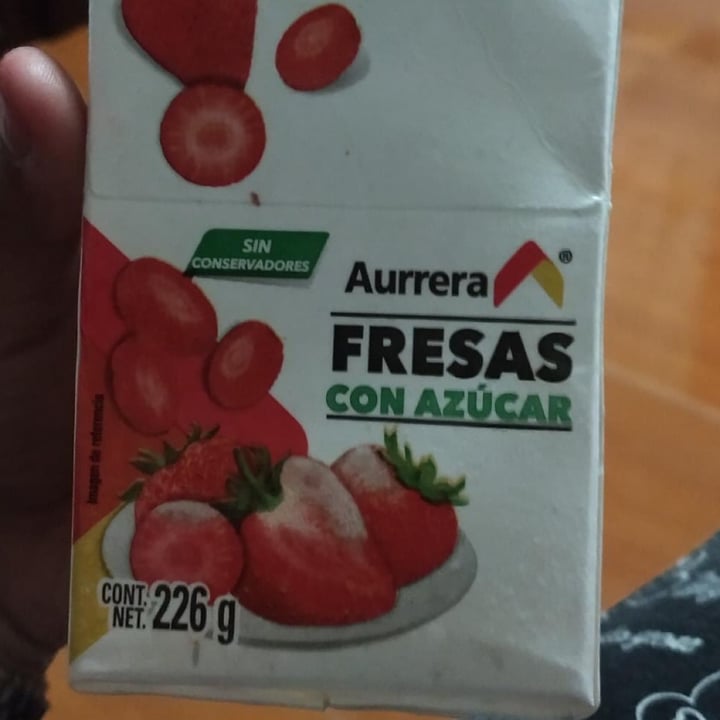 SIN
CONSERVADORES
Aurrera ®
FRESAS
CON AZÚCAR
Imagen de referencia
CONT.
NET. 226 g